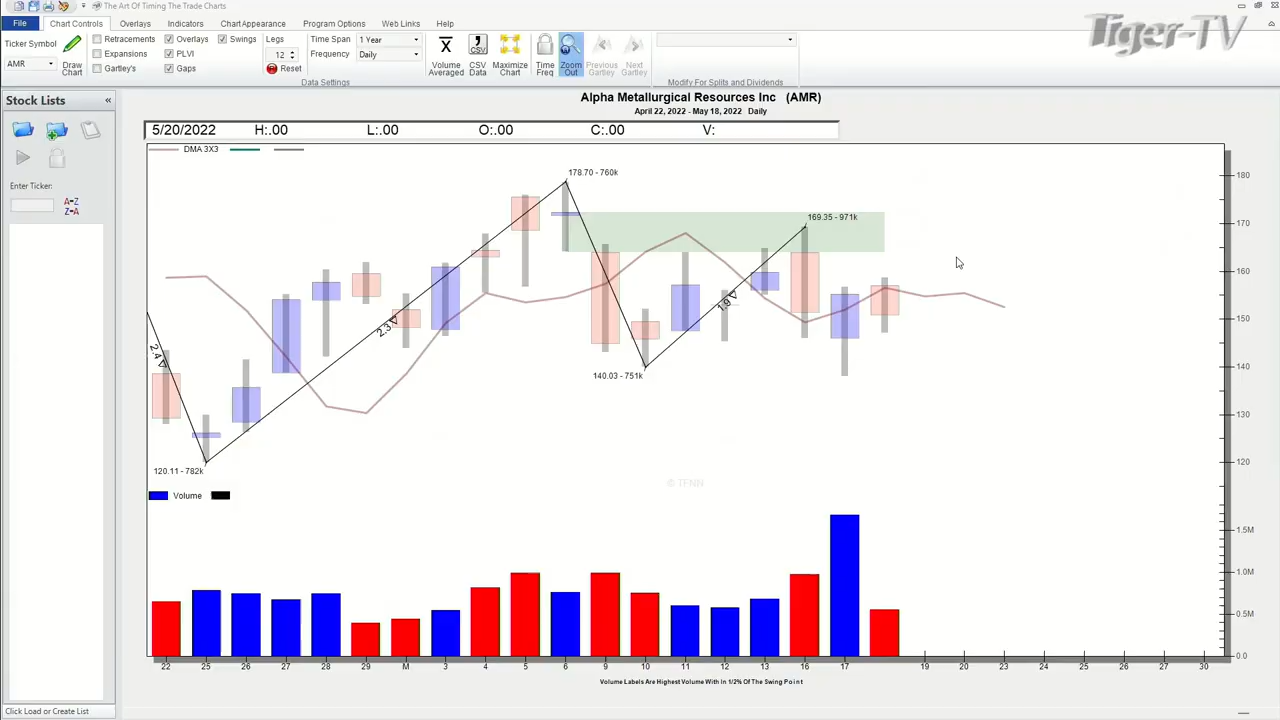 The Art Of Timing The Trade Charts
Tiger-TV
File Chart Controls Overlays Indicators Chart Appearance Program Options Web Links Help
Ticker Symbol
AMR
Draw Chart
Retracements Overlays Swings
Expansions PLVI
Gartley's Gaps
Legs
12
Reset
Time Span 1 Year
Frequency Daily
Data Settings
Volume Averaged
CSV Data
Maximize Chart
Time Freq
Zoom Out
Previous Gartley
Next Gartley
Modify For Splits and Dividends
Stock Lists «
Enter Ticker:
A-Z
Z-A
Click Load or Create List
Alpha Metallurgical Resources Inc (AMR)
April 22, 2022 - May 18, 2022 Daily
5/20/2022 H:.00 L:.00 O:.00 C:.00 V:
DMA 3X3
178.70 - 760k
169.35 - 971k
140.03 - 751k
120.11 - 782k
2.4
2.3
1.9
180
170
160
150
140
130
120
© TFNN
Volume
1.5M
1.0M
0.5M
0.0
22 25 26 27 28 29 M 3 4 5 6 9 10 11 12 13 16 17 19 20 23 24 25 26 27 30
Volume Labels Are Highest Volume With In 1/2% Of The Swing Point